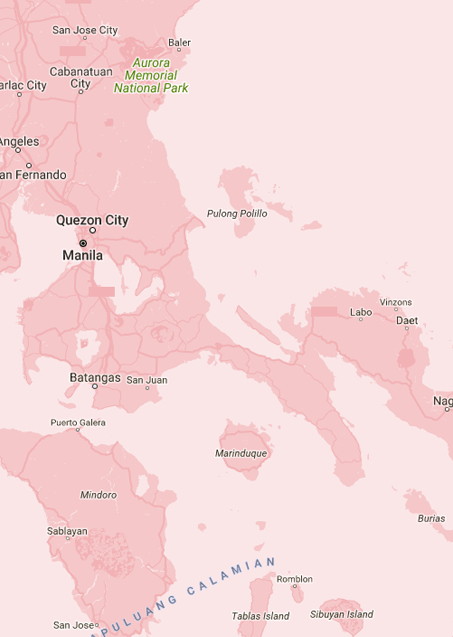 San Jose City
Baler
Aurora
Memorial
National Park
Cabanatuan
City
arlac City
Angeles
an Fernando
Pulong Polillo
Quezon City
Manila
Vinzons
Labo
Daet
Batangas
San Juan
Nag
Puerto Galera
Marinduque
Mindoro
Burias
Sablayan
APULUANG CALAMIAN
Romblon
Tablas Island
Sibuyan Island
San Jose